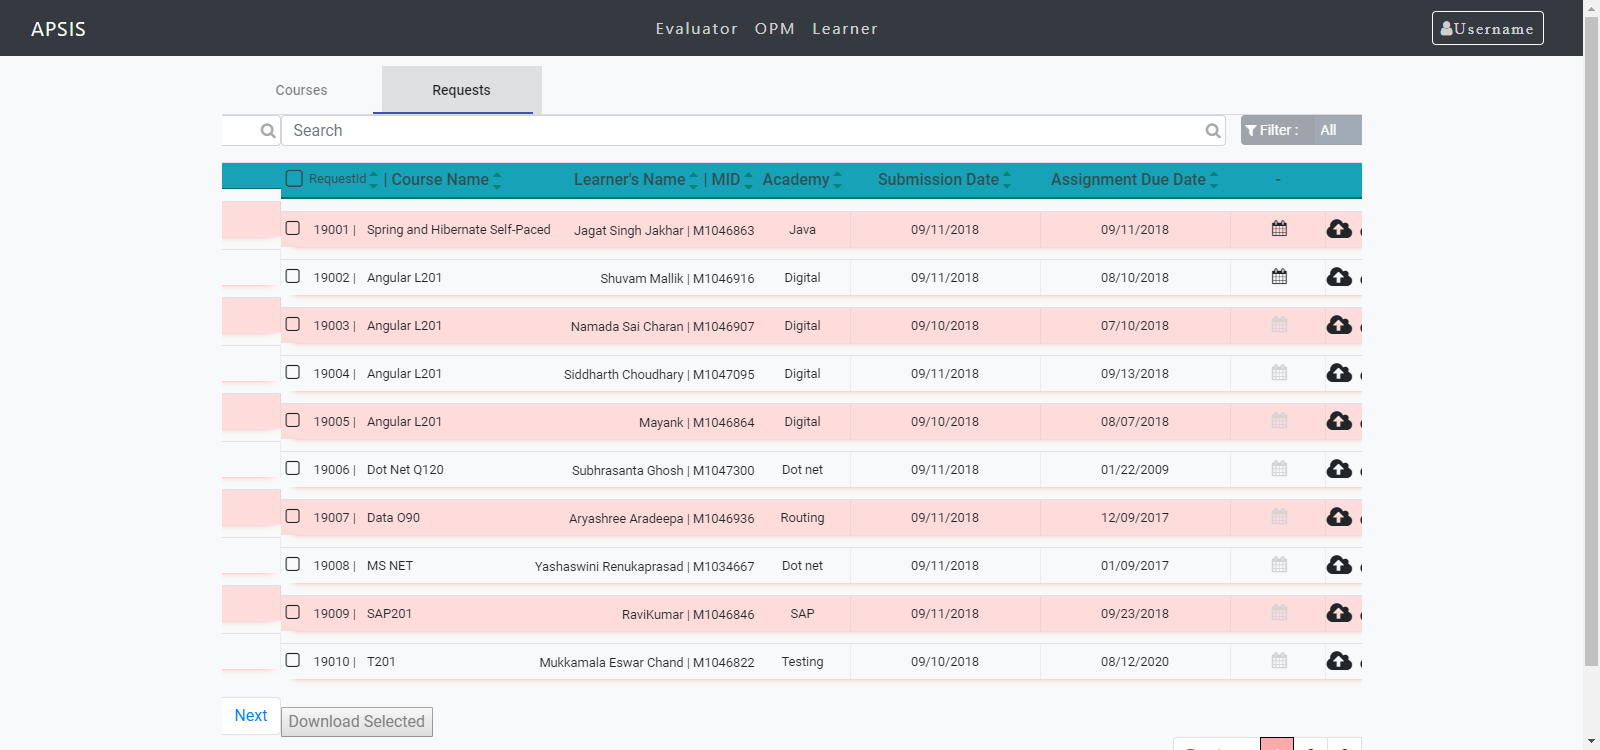 APSIS Evaluator OPM Learner Username
Courses Requests
Search Filter : All
RequestId | Course Name Learner's Name | MID Academy Submission Date Assignment Due Date -
19001 | Spring and Hibernate Self-Paced Jagat Singh Jakhar | M1046863 Java 09/11/2018 09/11/2018
19002 | Angular L201 Shuvam Mallik | M1046916 Digital 09/11/2018 08/10/2018
19003 | Angular L201 Namada Sai Charan | M1046907 Digital 09/10/2018 07/10/2018
19004 | Angular L201 Siddharth Choudhary | M1047095 Digital 09/11/2018 09/13/2018
19005 | Angular L201 Mayank | M1046864 Digital 09/10/2018 08/07/2018
19006 | Dot Net Q120 Subhrasanta Ghosh | M1047300 Dot net 09/11/2018 01/22/2009
19007 | Data O90 Aryashree Aradeepa | M1046936 Routing 09/11/2018 12/09/2017
19008 | MS NET Yashaswini Renukaprasad | M1034667 Dot net 09/11/2018 01/09/2017
19009 | SAP201 RaviKumar | M1046846 SAP 09/11/2018 09/23/2018
19010 | T201 Mukkamala Eswar Chand | M1046822 Testing 09/10/2018 08/12/2020
Next Download Selected